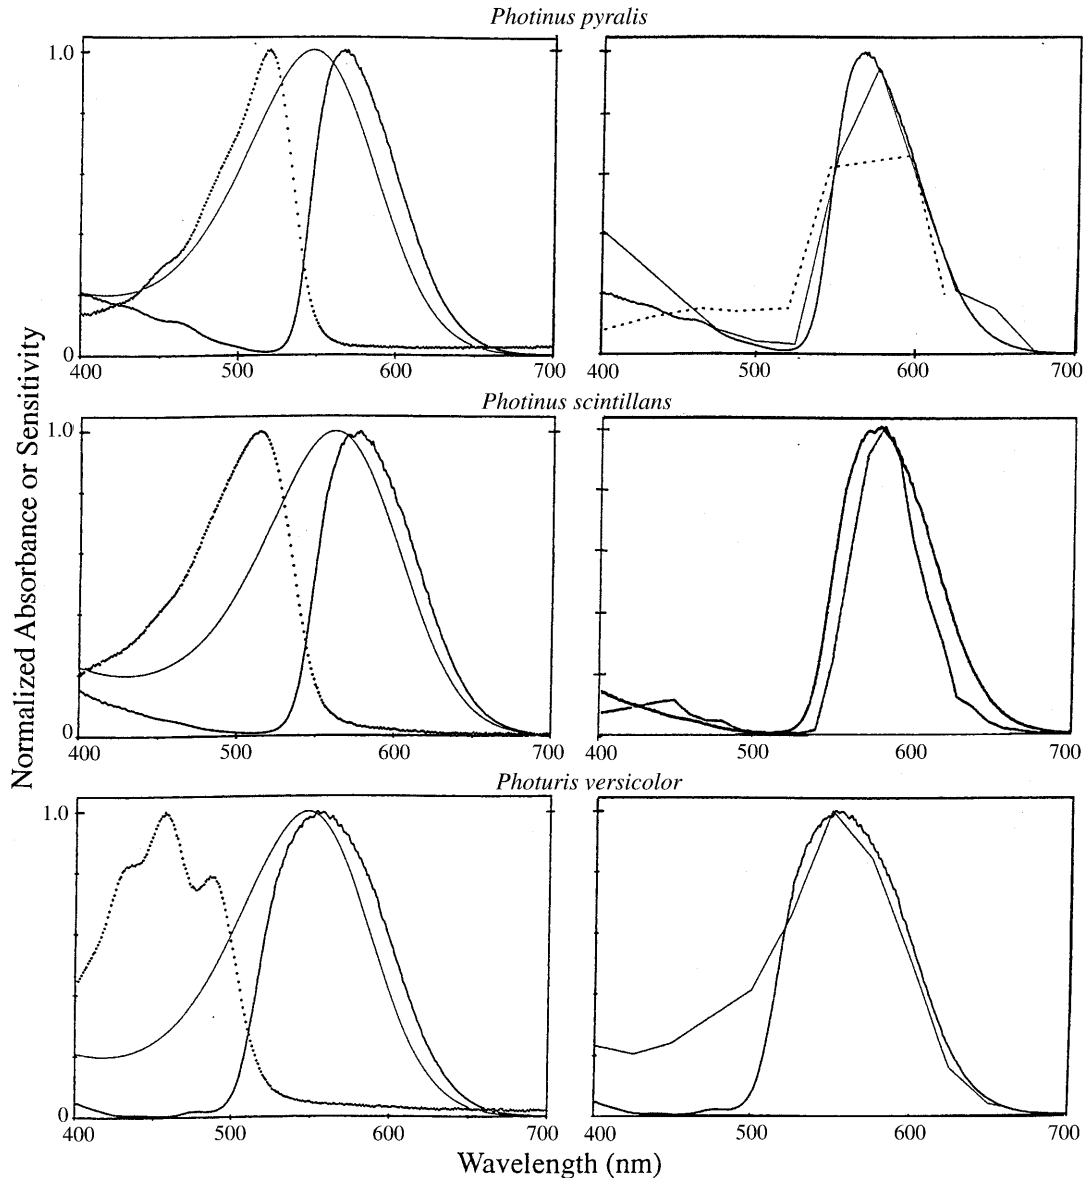 Photinus pyralis
1.0
0
400 500 600 700
400 500 600 700
Photinus scintillans
1.0
0
400 500 600 700
400 500 600 700
Photuris versicolor
1.0
0
400 500 600 700
400 500 600 700
Normalized Absorbance or Sensitivity
Wavelength (nm)